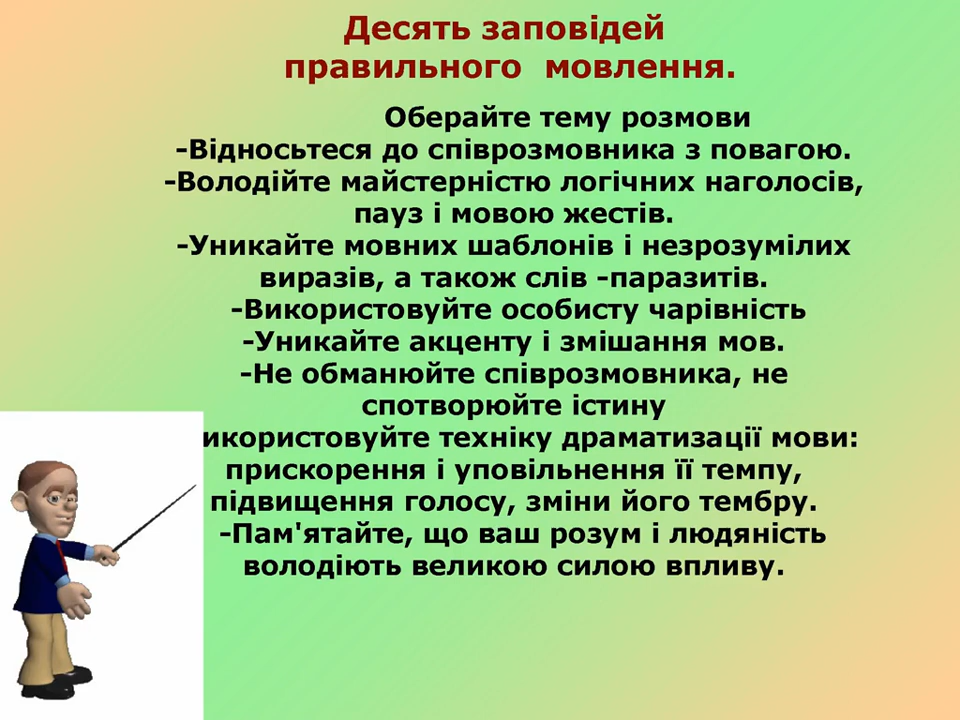 Десять заповідей
правильного мовлення.
Оберайте тему розмови
-Відносьтеся до співрозмовника з повагою.
-Володійте майстерністю логічних наголосів,
пауз і мовою жестів.
-Уникайте мовних шаблонів і незрозумілих
виразів, а також слів -паразитів.
-Використовуйте особисту чарівність
-Уникайте акценту і змішання мов.
-Не обманюйте співрозмовника, не
спотворюйте істину
икористовуйте техніку драматизації мови:
прискорення і уповільнення її темпу,
підвищення голосу, зміни його тембру.
-Пам'ятайте, що ваш розум і людяність
володіють великою силою впливу.